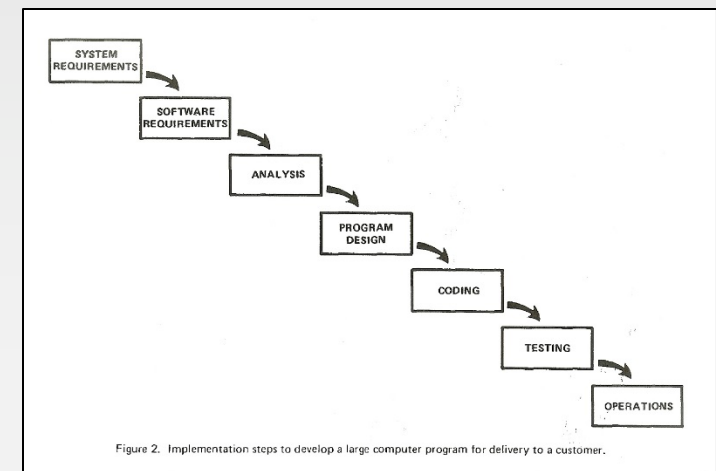 SYSTEM
REQUIREMENTS
SOFTWARE
REQUIREMENTS
ANALYSIS
PROGRAM
DESIGN
CODING
TESTING
OPERATIONS
Figure 2. Implementation steps to develop a large computer program for delivery to a customer.